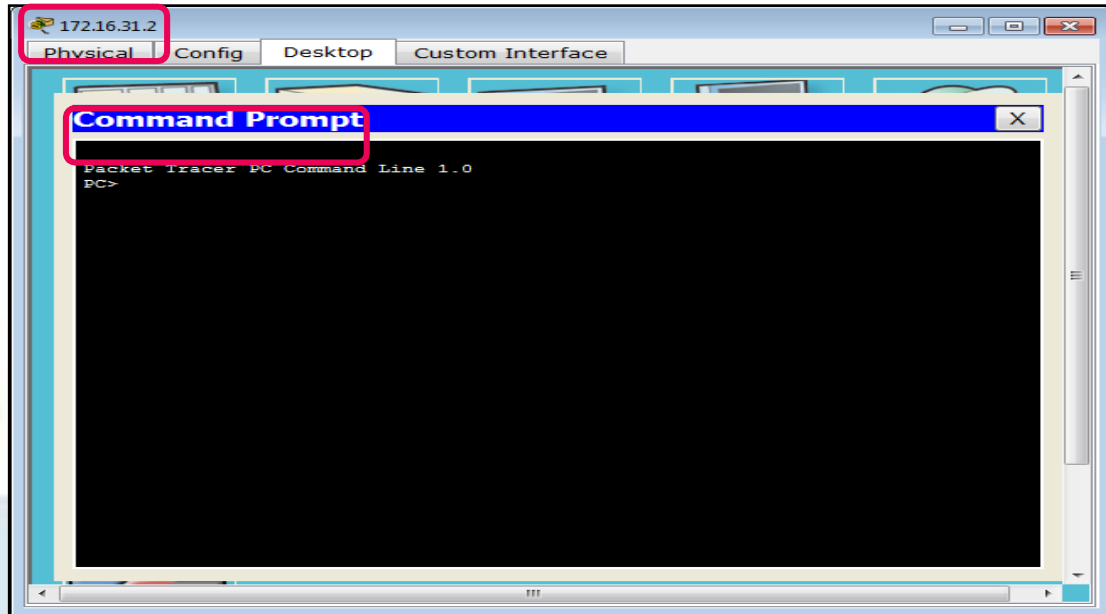 172.16.31.2
Physical Config Desktop Custom Interface
Command Prompt
X
Packet Tracer PC Command Line 1.0
PC>